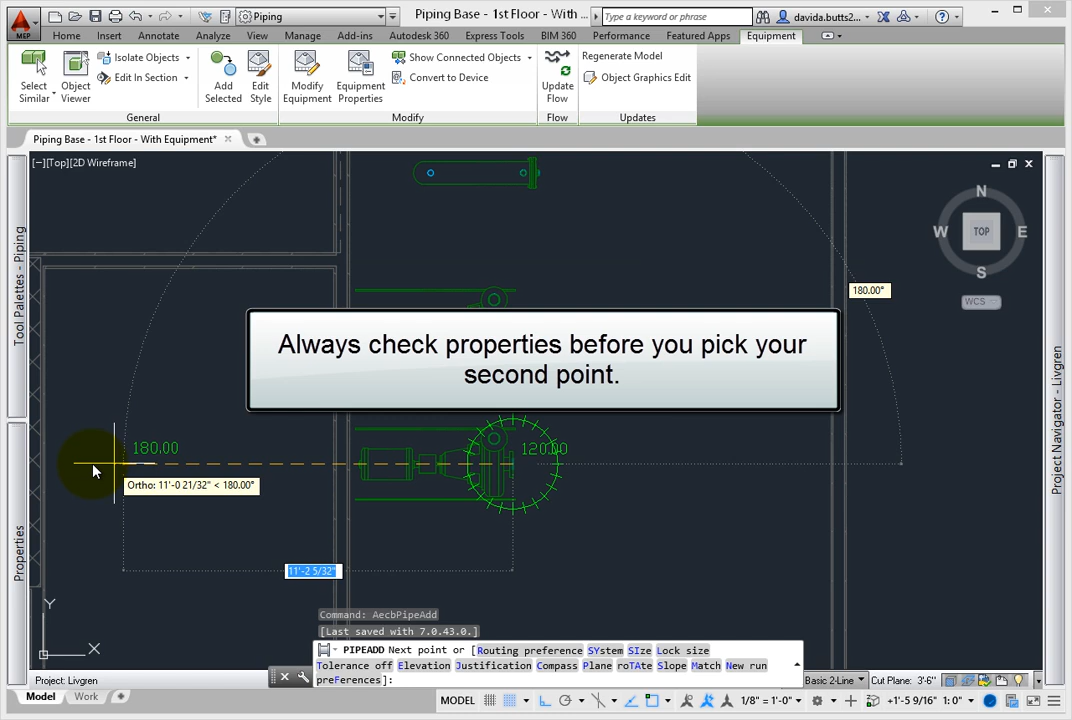 Piping
Piping Base - 1st Floor - With ...
Type a keyword or phrase
davida.butts2...
MEP
Home Insert Annotate Analyze View Manage Add-ins Autodesk 360 Express Tools BIM 360 Performance Featured Apps Equipment
Select Similar
Object Viewer
Isolate Objects
Edit In Section
Add Selected
Edit Style
Modify Equipment
Equipment Properties
Show Connected Objects
Convert to Device
Update Flow
Regenerate Model
Object Graphics Edit
General Modify Flow Updates
Piping Base - 1st Floor - With Equipment*
[−][Top][2D Wireframe]
N
W TOP E
S
WCS
Tool Palettes - Piping
Project Navigator - Livgren
Properties
180.00°
Always check properties before you pick your
second point.
180.00 120.00
Ortho: 11'-0 21/32" < 180.00°
11'-2 5/32"
Y
X
Command: AecbPipeAdd
[Last saved with 7.0.43.0.]
PIPEADD Next point or [Routing preference SYstem SIze Lock size
Tolerance off Elevation Justification Compass Plane roTAte Slope Match New run
preFerences]:
Project: Livgren
Basic 2-Line Cut Plane: 3'-6"
Model Work
MODEL 1/8" = 1'-0" +1'-5 9/16" 1: 0"